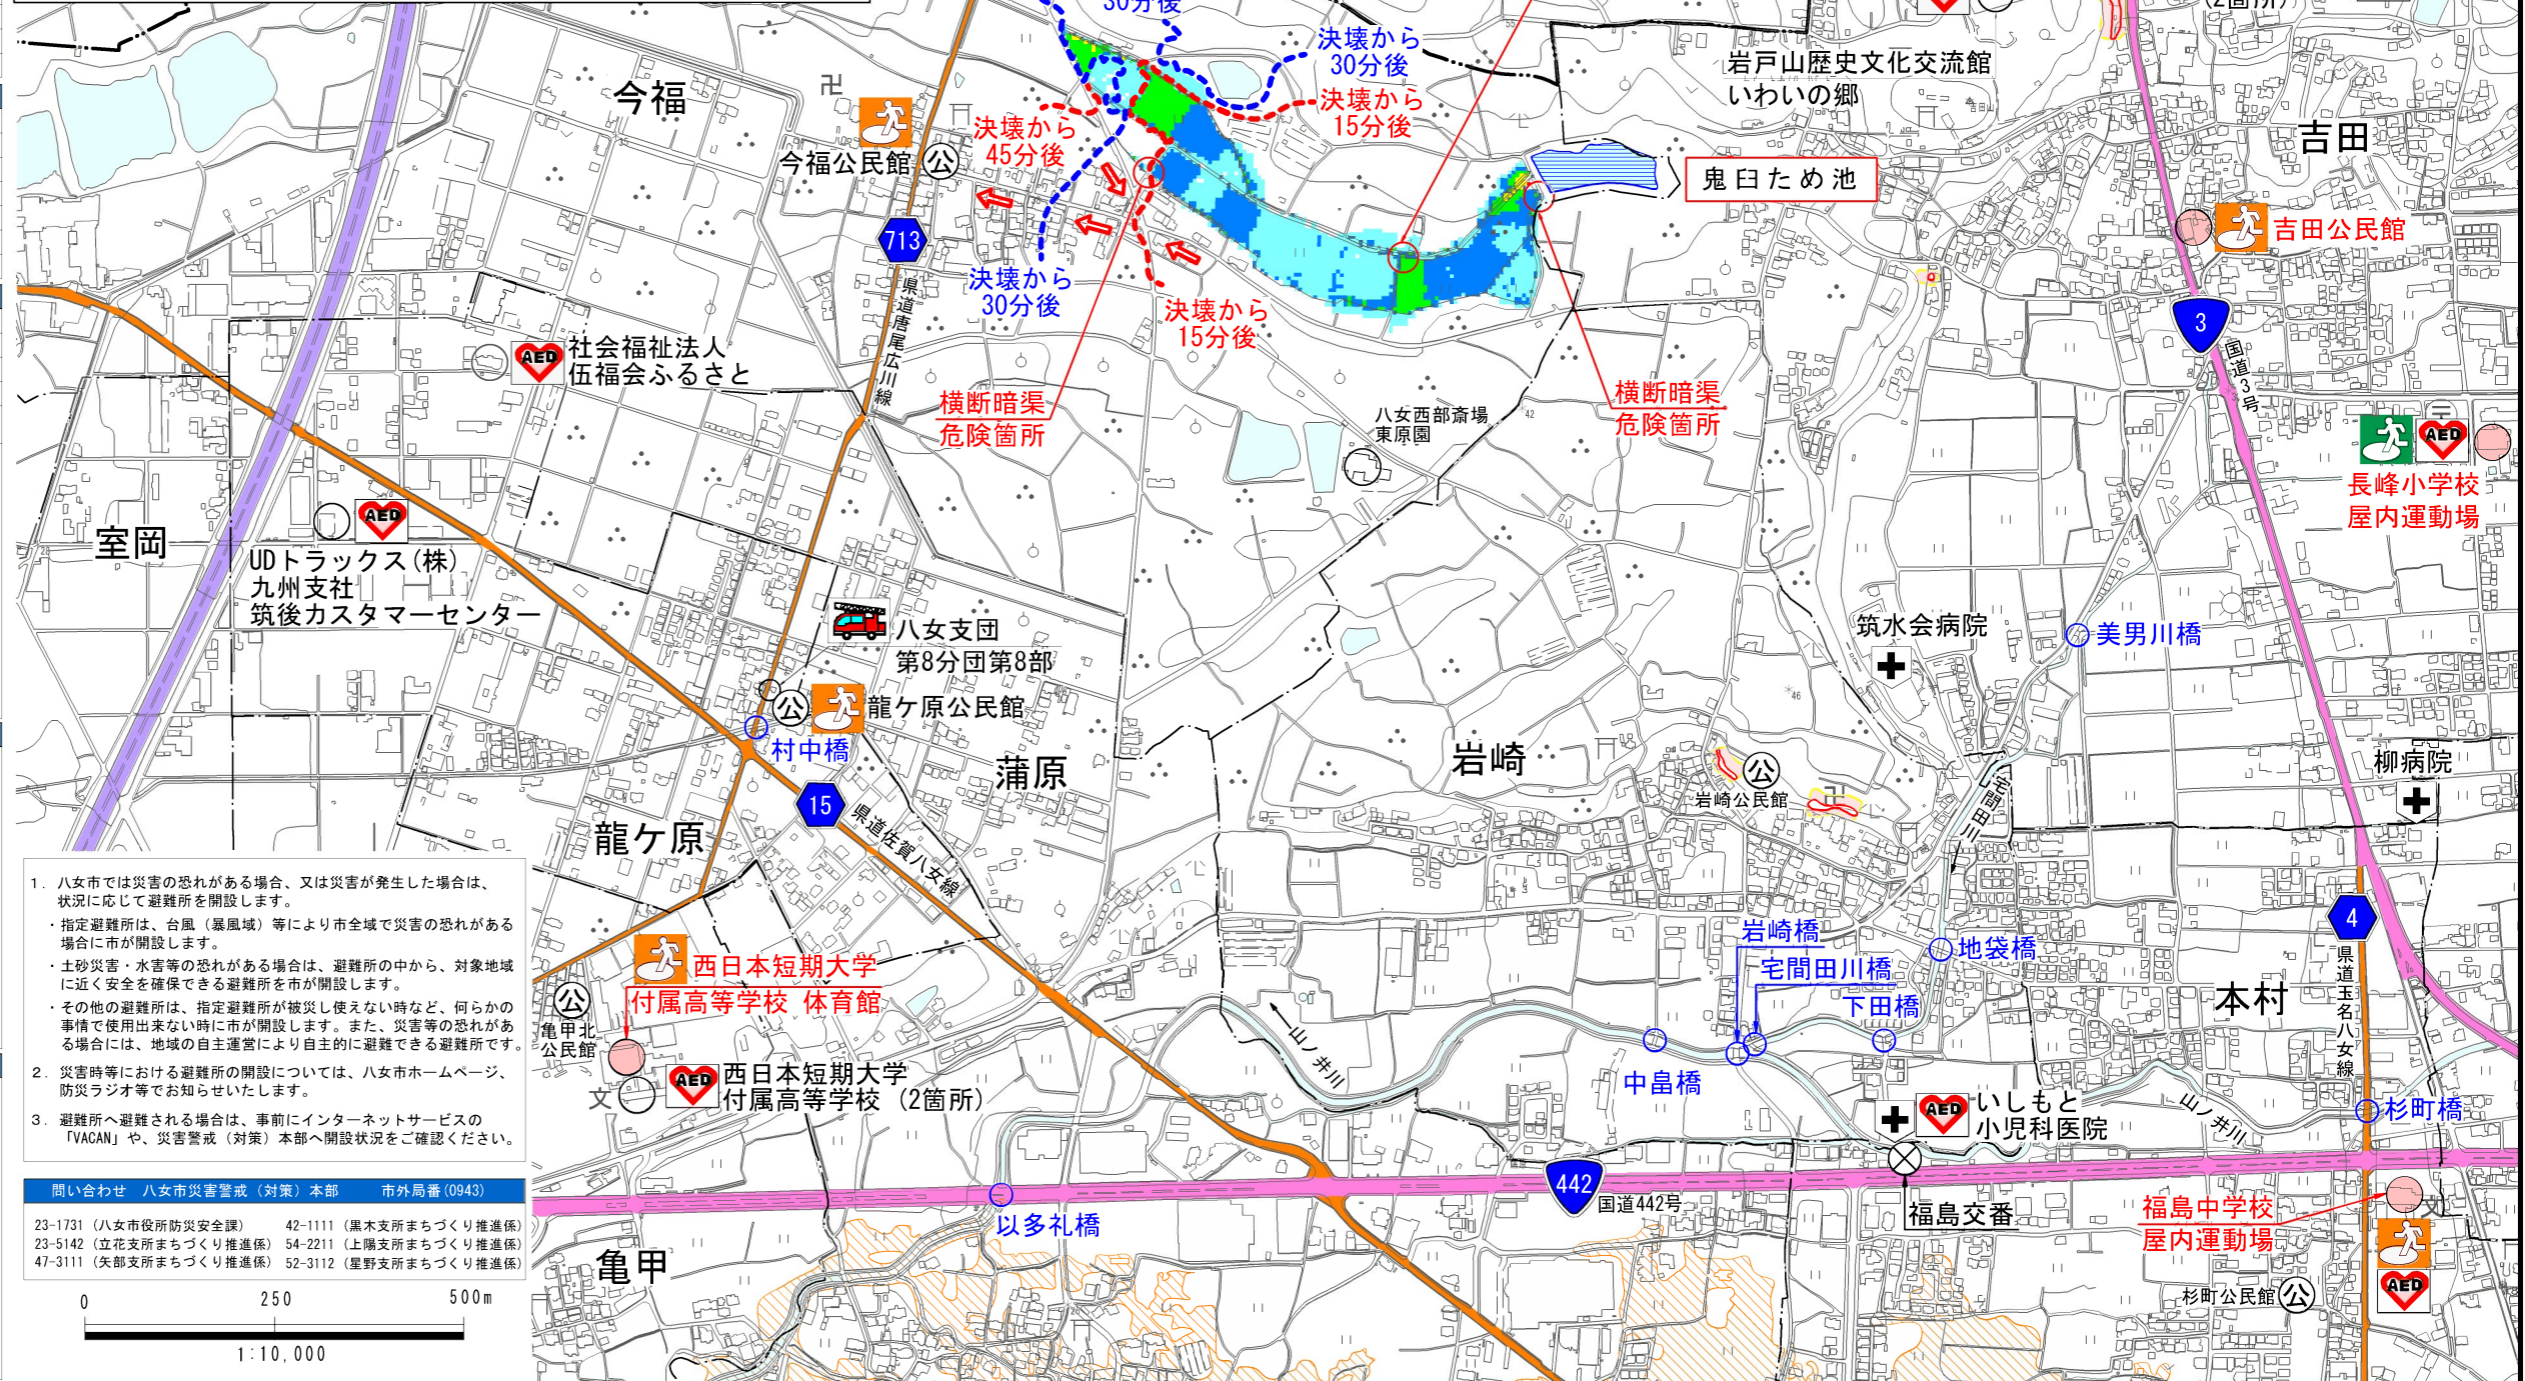 30分後
(2箇所)
決壊から
30分後
決壊から
15分後
岩戸山歴史文化交流館
いわいの郷
今福
吉田
決壊から
45分後
今福公民館
公
鬼臼ため池
713
吉田公民館
決壊から
30分後
決壊から
15分後
県道唐尾広川線
3
国道3号
AED
社会福祉法人
伍福会ふるさと
横断暗渠
危険箇所
横断暗渠
危険箇所
八女西部斎場
東原園
42
AED
長峰小学校
屋内運動場
室岡
AED
UDトラックス(株)
九州支社
筑後カスタマーセンター
八女支団
第8分団第8部
筑水会病院
美男川橋
46
公
龍ケ原公民館
村中橋
蒲原
岩崎
公
岩崎公民館
柳病院
宅間田川
15
県道佐賀八女線
龍ケ原
4
県道玉名八女線
1. 八女市では災害の恐れがある場合、又は災害が発生した場合は、
状況に応じて避難所を開設します。
・指定避難所は、台風（暴風域）等により市全域で災害の恐れがある
場合に市が開設します。
・土砂災害・水害等の恐れがある場合は、避難所の中から、対象地域
に近く安全を確保できる避難所を市が開設します。
・その他の避難所は、指定避難所が被災し使えない時など、何らかの
事情で使用出来ない時に市が開設します。また、災害等の恐れがあ
る場合には、地域の自主運営により自主的に避難できる避難所です。
2. 災害時等における避難所の開設については、八女市ホームページ、
防災ラジオ等でお知らせいたします。
3. 避難所へ避難される場合は、事前にインターネットサービスの
「VACAN」や、災害警戒（対策）本部へ開設状況をご確認ください。
西日本短期大学
付属高等学校 体育館
公
亀甲北
公民館
文
AED
西日本短期大学
付属高等学校（2箇所）
岩崎橋
宅間田川橋
地袋橋
下田橋
本村
山ノ井川
中畠橋
AED
いしもと
小児科医院
山ノ井川
杉町橋
問い合わせ 八女市災害警戒（対策）本部 市外局番(0943)
23-1731（八女市役所防災安全課） 42-1111（黒木支所まちづくり推進係）
23-5142（立花支所まちづくり推進係） 54-2211（上陽支所まちづくり推進係）
47-3111（矢部支所まちづくり推進係） 52-3112（星野支所まちづくり推進係）
以多礼橋
442
国道442号
福島交番
福島中学校
屋内運動場
文
AED
亀甲
杉町公民館
公
0 250 500m
1:10,000